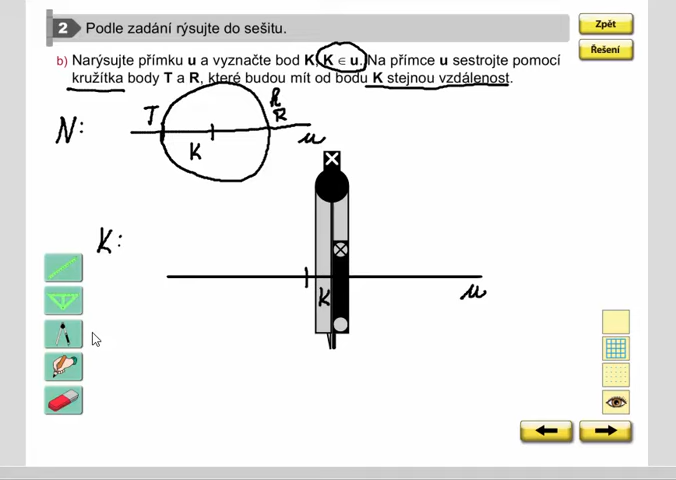 2 Podle zadání rýsujte do sešitu.
Zpět
Řešení
b) Narýsujte přímku u a vyznačte bod K, K ∈ u. Na přímce u sestrojte pomocí
kružítka body T a R, které budou mít od bodu K stejnou vzdálenost.
N:
T
R
R
K
u
K:
K
u